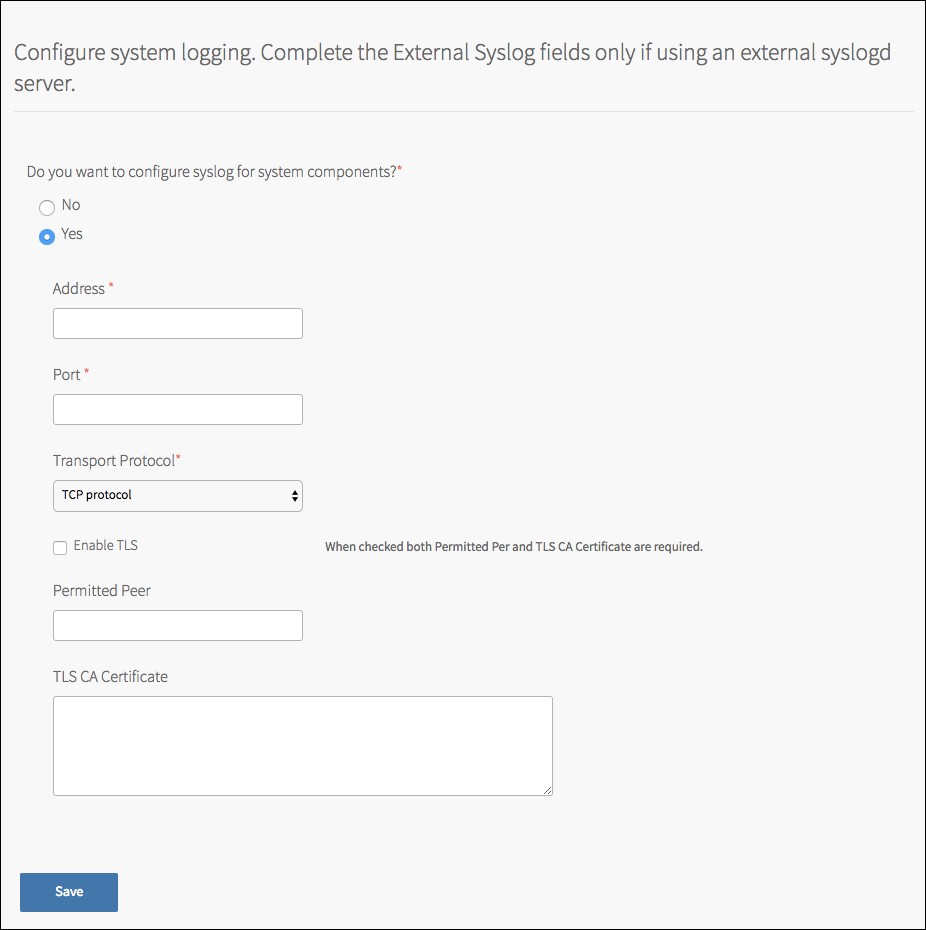 Configure system logging. Complete the External Syslog fields only if using an external syslogd
server.
Do you want to configure syslog for system components?*
No
Yes
Address *
Port *
Transport Protocol*
TCP protocol
Enable TLS
When checked both Permitted Per and TLS CA Certificate are required.
Permitted Peer
TLS CA Certificate
Save